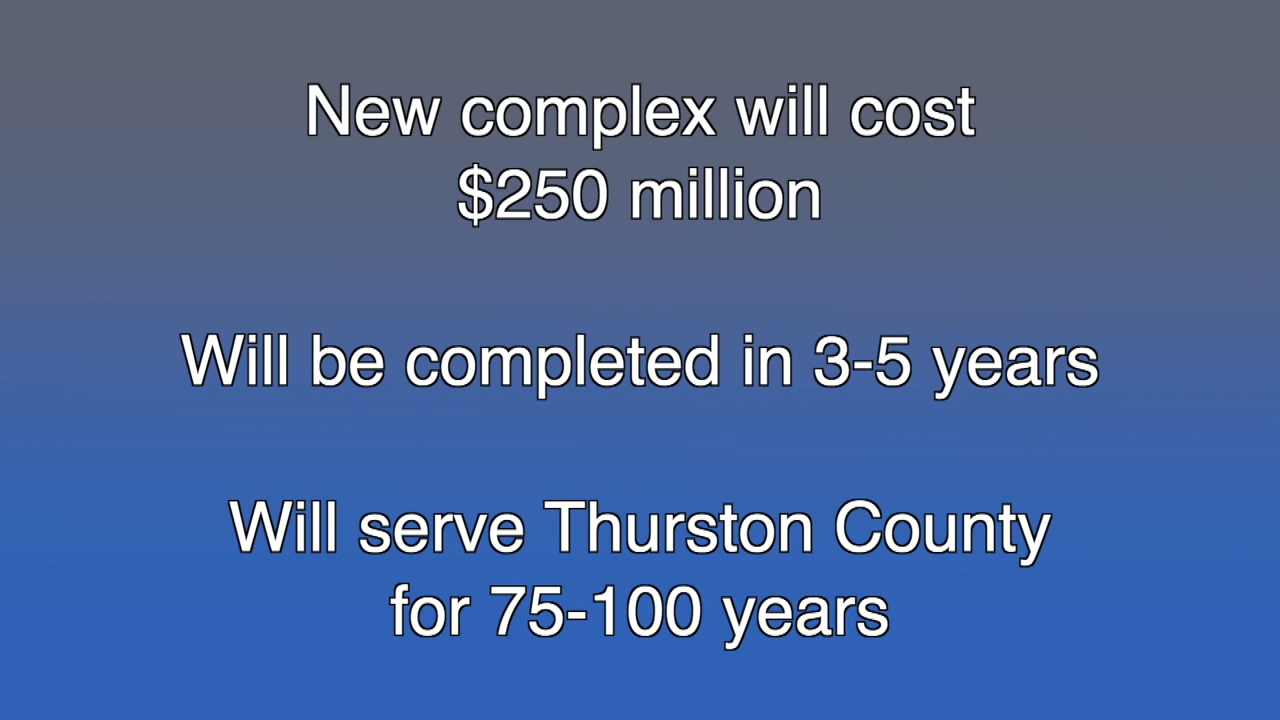 New complex will cost
$250 million
Will be completed in 3-5 years
Will serve Thurston County
for 75-100 years